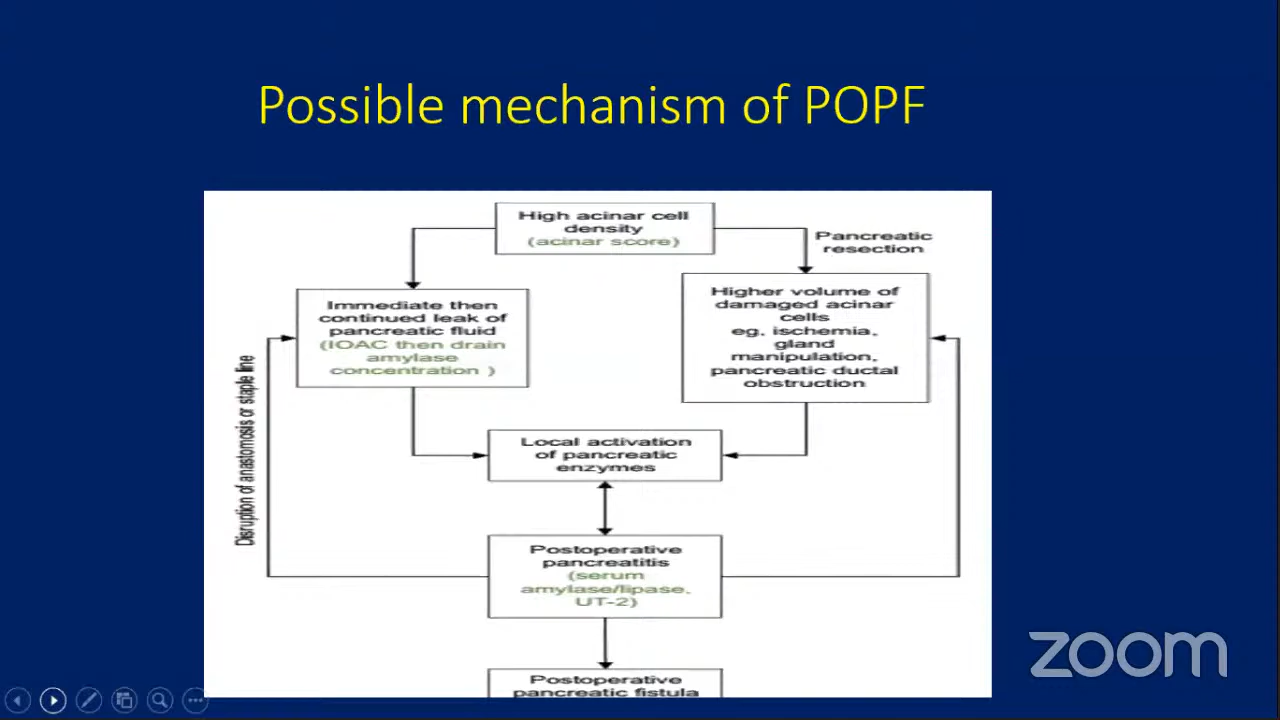 Possible mechanism of POPF
High acinar cell
density
(acinar score)
Pancreatic
resection
Immediate then
continued leak of
pancreatic fluid
(IOAC then drain
amylase
concentration )
Higher volume of
damaged acinar
cells
eg, ischemia,
gland
manipulation,
pancreatic ductal
obstruction
Disruption of anastomosis or staple line
Local activation
of pancreatic
enzymes
Postoperative
pancreatitis
(serum
amylase/lipase,
UT-2)
Postoperative
pancreatic fistula
zoom